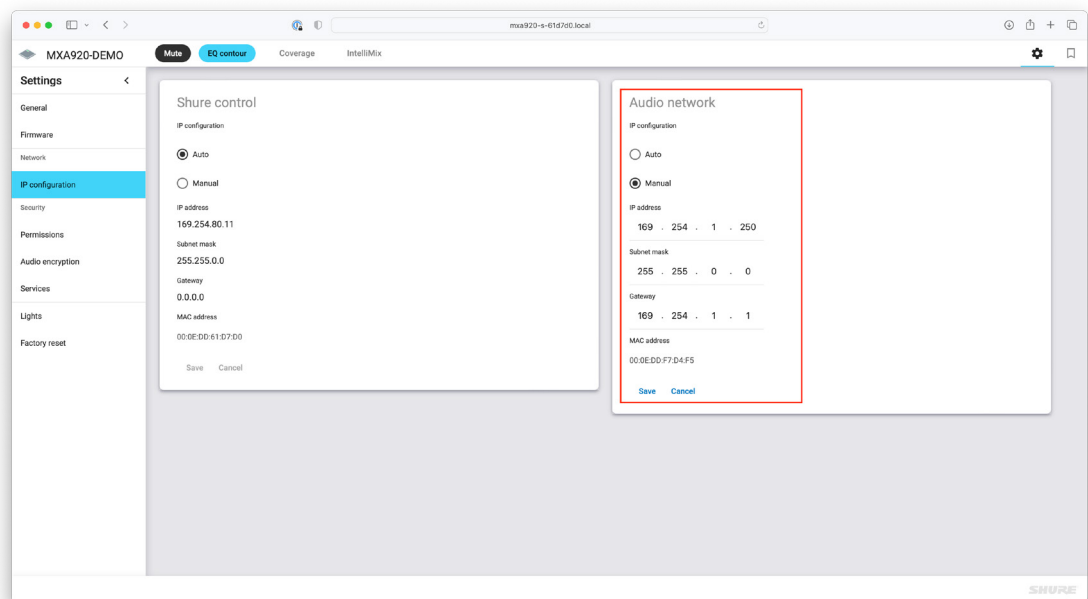 mxa920-s-61d7d0.local
MXA920-DEMO
Mute
EQ contour
Coverage
IntelliMix
Settings
General
Firmware
Network
IP configuration
Security
Permissions
Audio encryption
Services
Lights
Factory reset
Shure control
IP configuration
Auto
Manual
IP address
169.254.80.11
Subnet mask
255.255.0.0
Gateway
0.0.0.0
MAC address
00:0E:DD:61:D7:D0
Save Cancel
Audio network
IP configuration
Auto
Manual
IP address
169 . 254 . 1 . 250
Subnet mask
255 . 255 . 0 . 0
Gateway
169 . 254 . 1 . 1
MAC address
00:0E:DD:F7:D4:F5
Save Cancel
SHURE